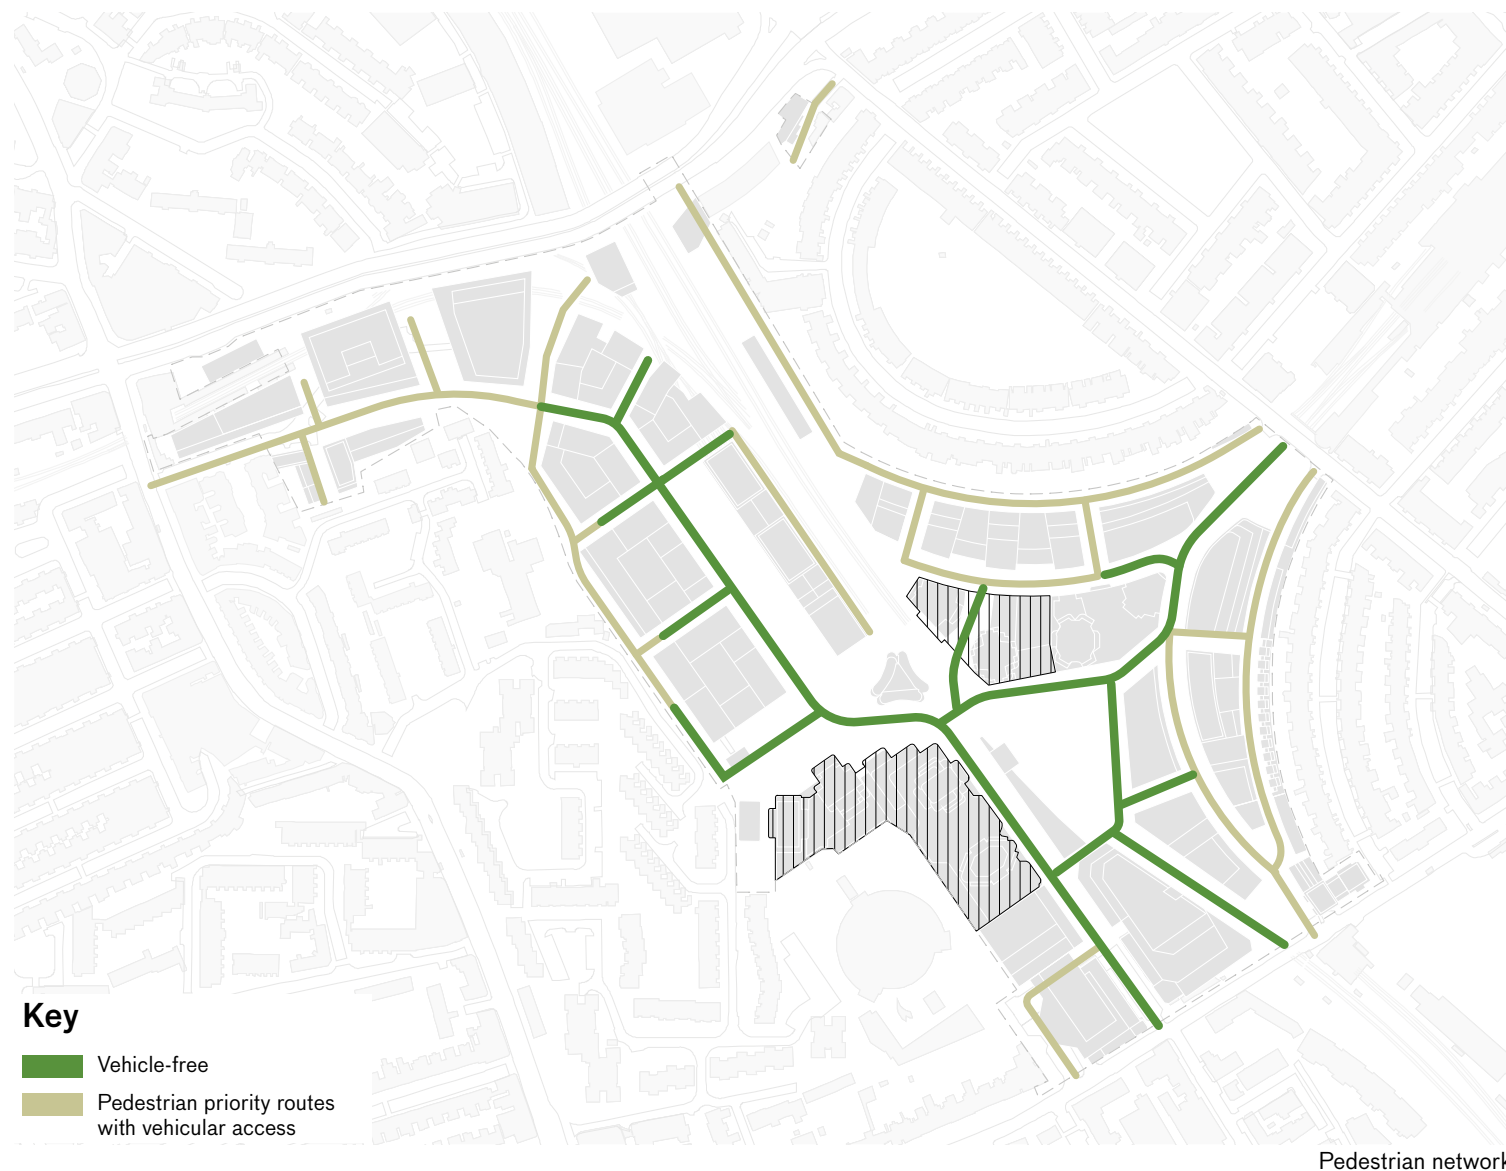 Key
Vehicle-free
Pedestrian priority routes
with vehicular access
Pedestrian network